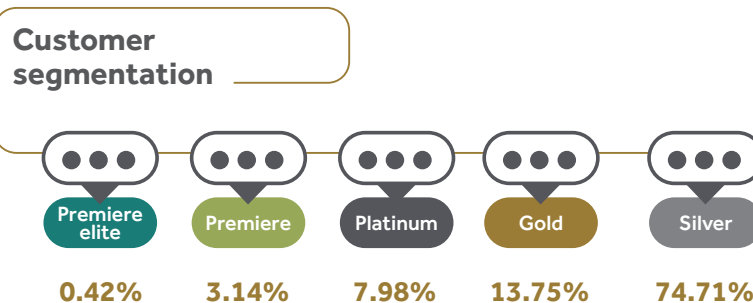 Customer
segmentation
Premiere
elite
Premiere
Platinum
Gold
Silver
0.42%
3.14%
7.98%
13.75%
74.71%